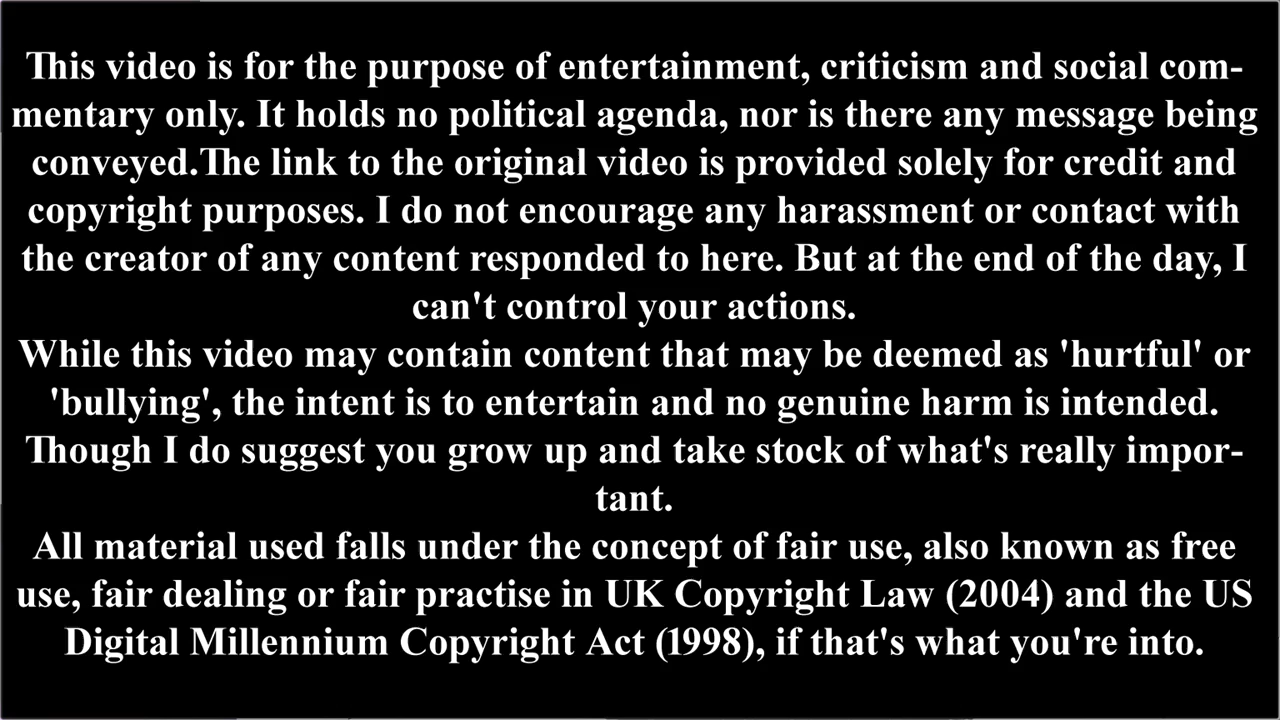 This video is for the purpose of entertainment, criticism and social com-
mentary only. It holds no political agenda, nor is there any message being
conveyed.The link to the original video is provided solely for credit and
copyright purposes. I do not encourage any harassment or contact with
the creator of any content responded to here. But at the end of the day, I
can't control your actions.
While this video may contain content that may be deemed as 'hurtful' or
'bullying', the intent is to entertain and no genuine harm is intended.
Though I do suggest you grow up and take stock of what's really impor-
tant.
All material used falls under the concept of fair use, also known as free
use, fair dealing or fair practise in UK Copyright Law (2004) and the US
Digital Millennium Copyright Act (1998), if that's what you're into.